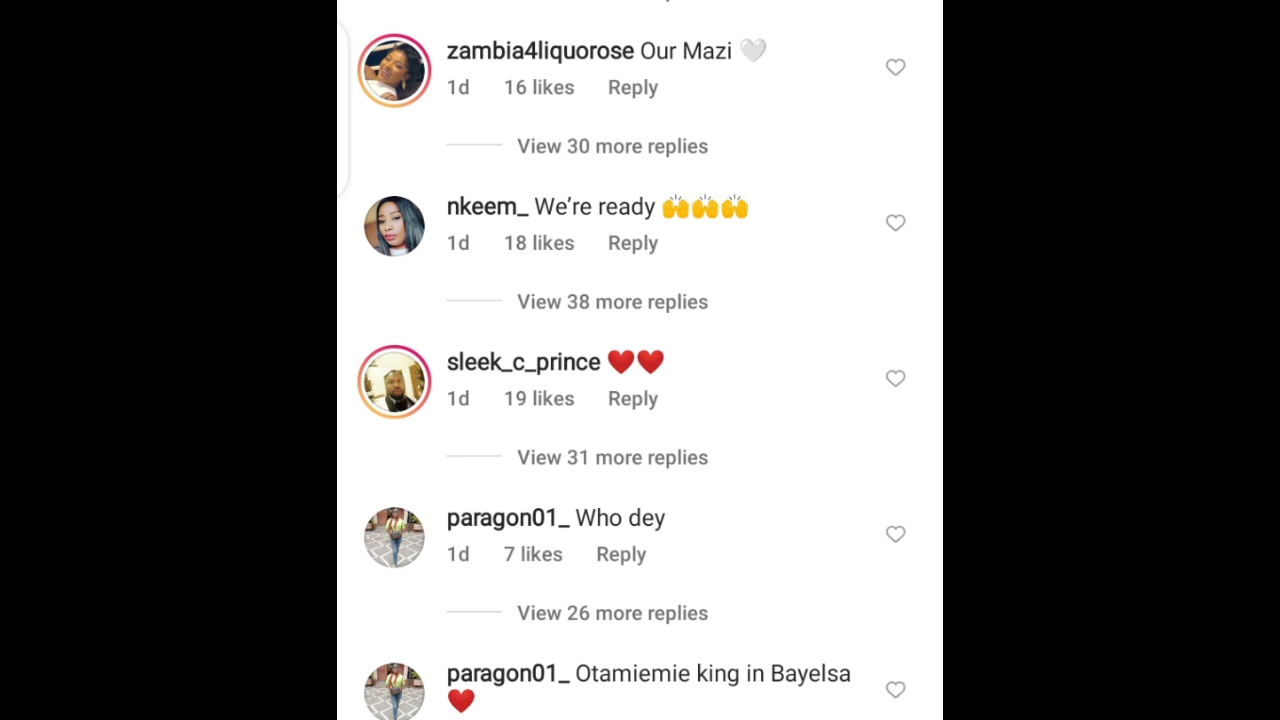 zambia4liquorose Our Mazi 🤍
1d 16 likes Reply
View 30 more replies
nkeem_ We’re ready 🙌🙌🙌
1d 18 likes Reply
View 38 more replies
sleek_c_prince ❤️❤️
1d 19 likes Reply
View 31 more replies
paragon01_ Who dey
1d 7 likes Reply
View 26 more replies
paragon01_ Otamiemie king in Bayelsa
❤️